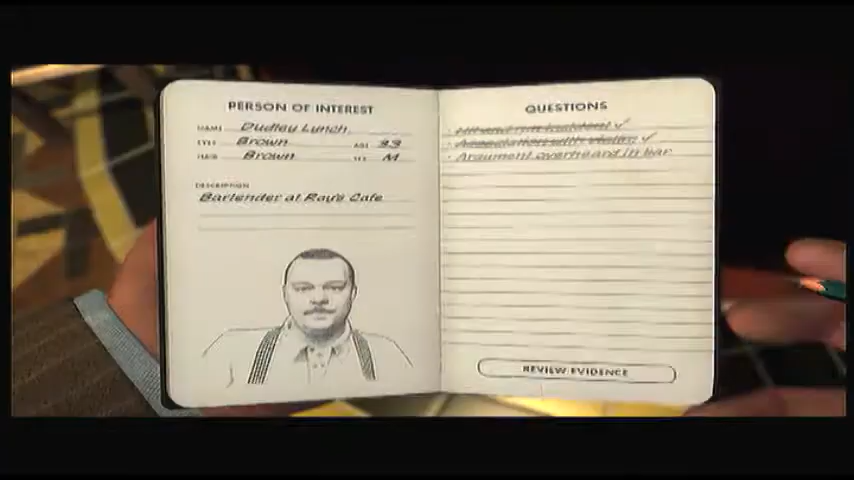 PERSON OF INTEREST
NAME Dudley Lynch
EYES Brown AGE 33
HAIR Brown SEX M
DESCRIPTION
Bartender at Ray's Cafe
QUESTIONS
· Hit and run incident ✓
· Association with victim ✓
· Argument overheard in bar
REVIEW EVIDENCE